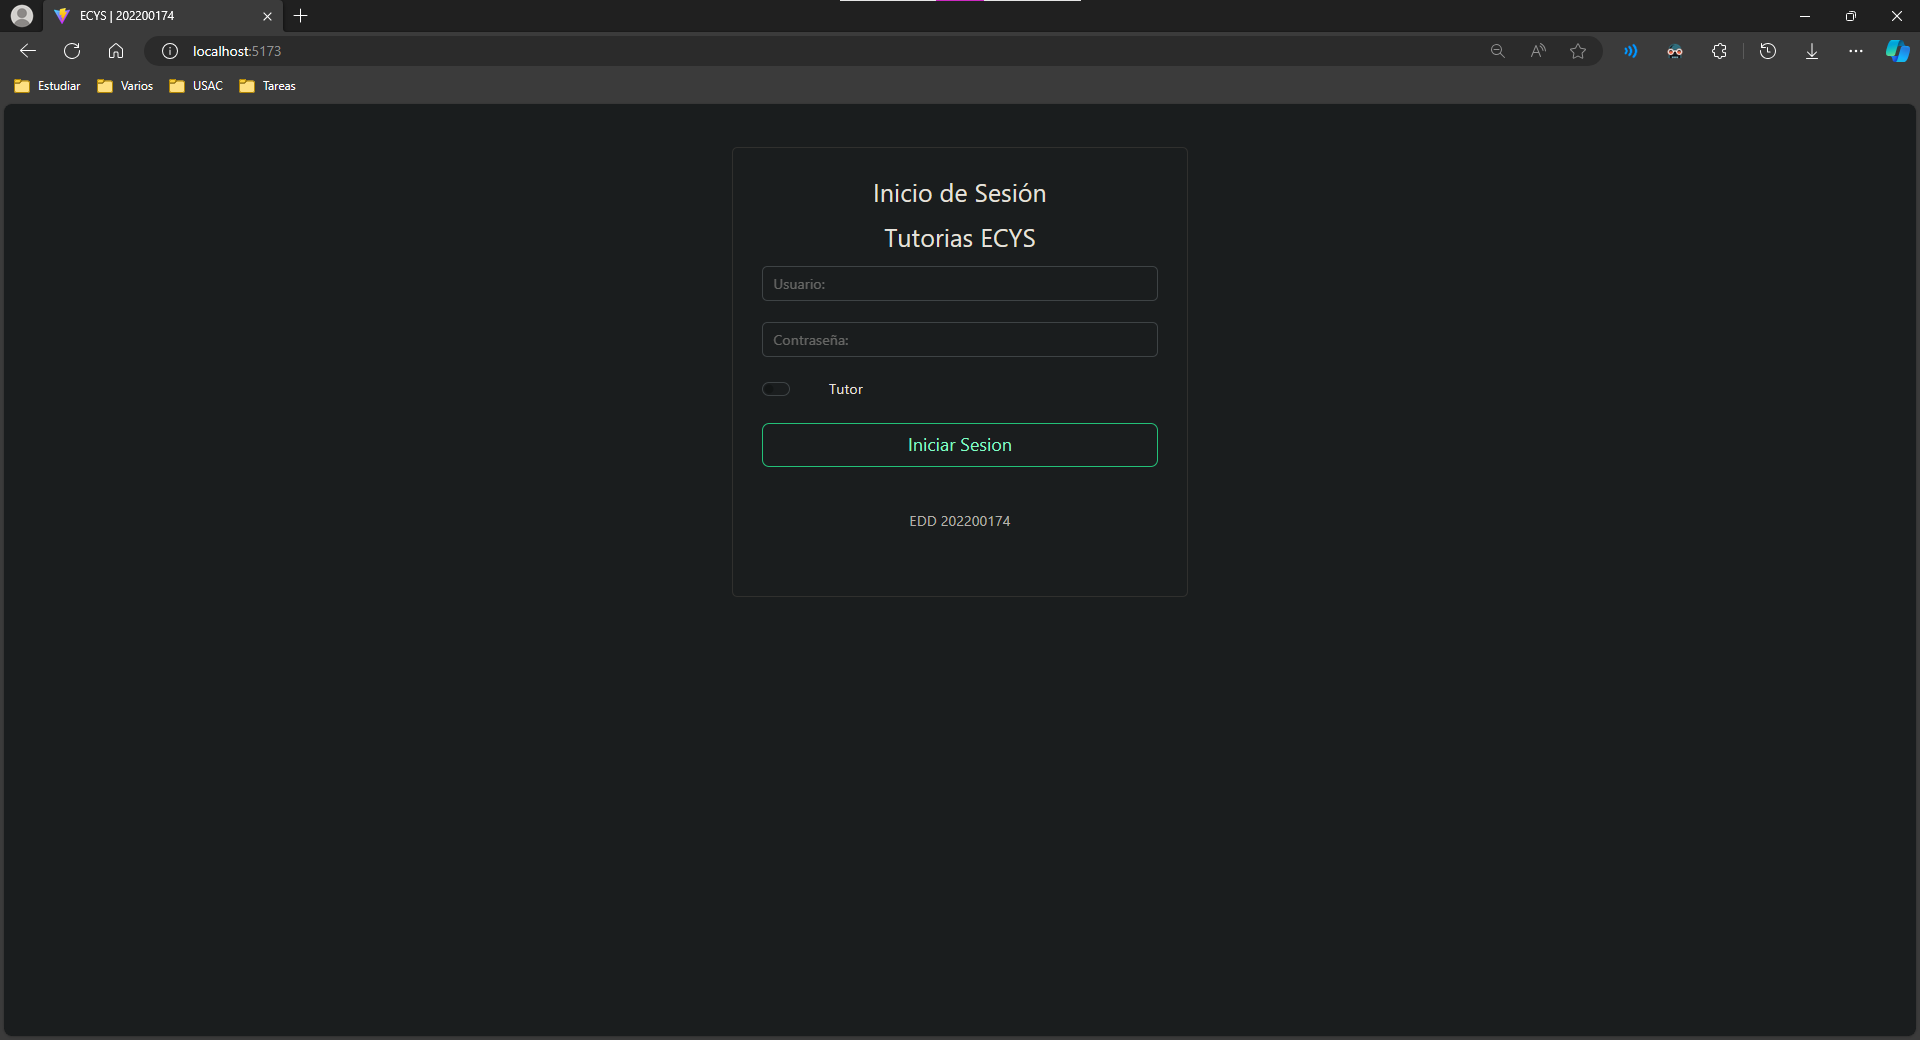 ECYS | 202200174
localhost:5173
Estudiar
Varios
USAC
Tareas
Inicio de Sesión
Tutorias ECYS
Usuario:
Contraseña:
Tutor
Iniciar Sesion
EDD 202200174